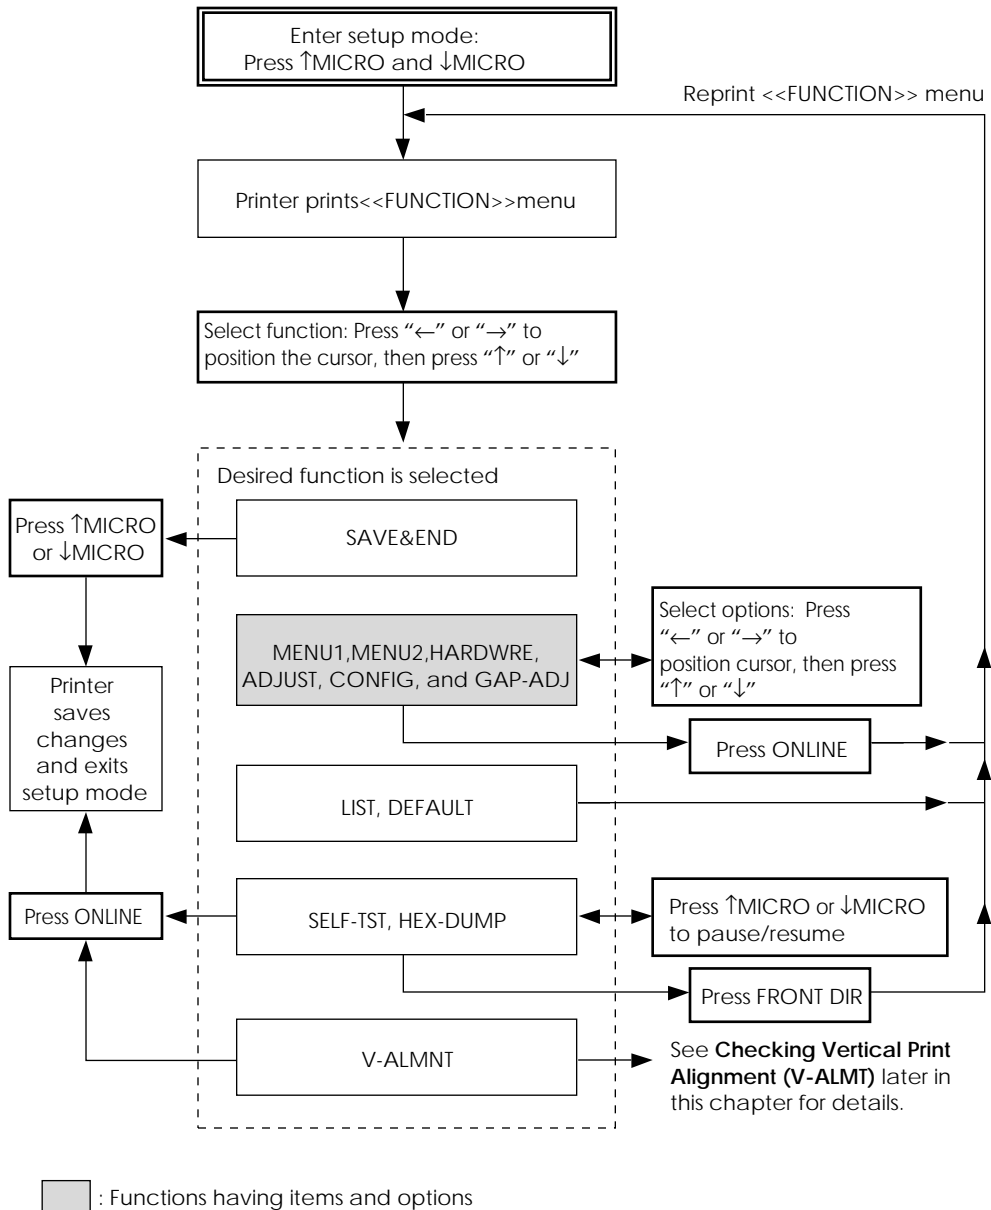 Enter setup mode:
Press ↑MICRO and ↓MICRO
Reprint <<FUNCTION>> menu
Printer prints<<FUNCTION>>menu
Select function: Press “←” or “→” to
position the cursor, then press “↑” or “↓”
Desired function is selected
Press ↑MICRO
or ↓MICRO
SAVE&END
Select options:  Press
“←” or “→” to
position cursor, then press
“↑” or “↓”
MENU1,MENU2,HARDWRE,
ADJUST, CONFIG, and GAP-ADJ
Printer
saves
changes
and exits
setup mode
Press ONLINE
LIST, DEFAULT
Press ONLINE
SELF-TST, HEX-DUMP
Press ↑MICRO or ↓MICRO
to pause/resume
Press FRONT DIR
V-ALMNT
See Checking Vertical Print
Alignment (V-ALMT) later in
this chapter for details.
: Functions having items and options